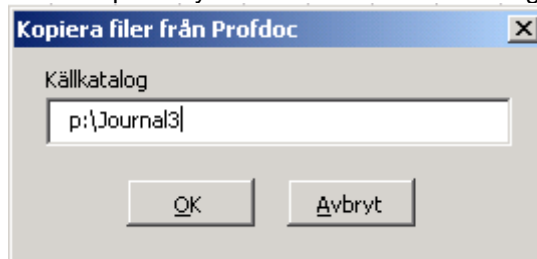 Kopiera filer från Profdoc
Källkatalog
p:\Journal3
OK
Avbryt